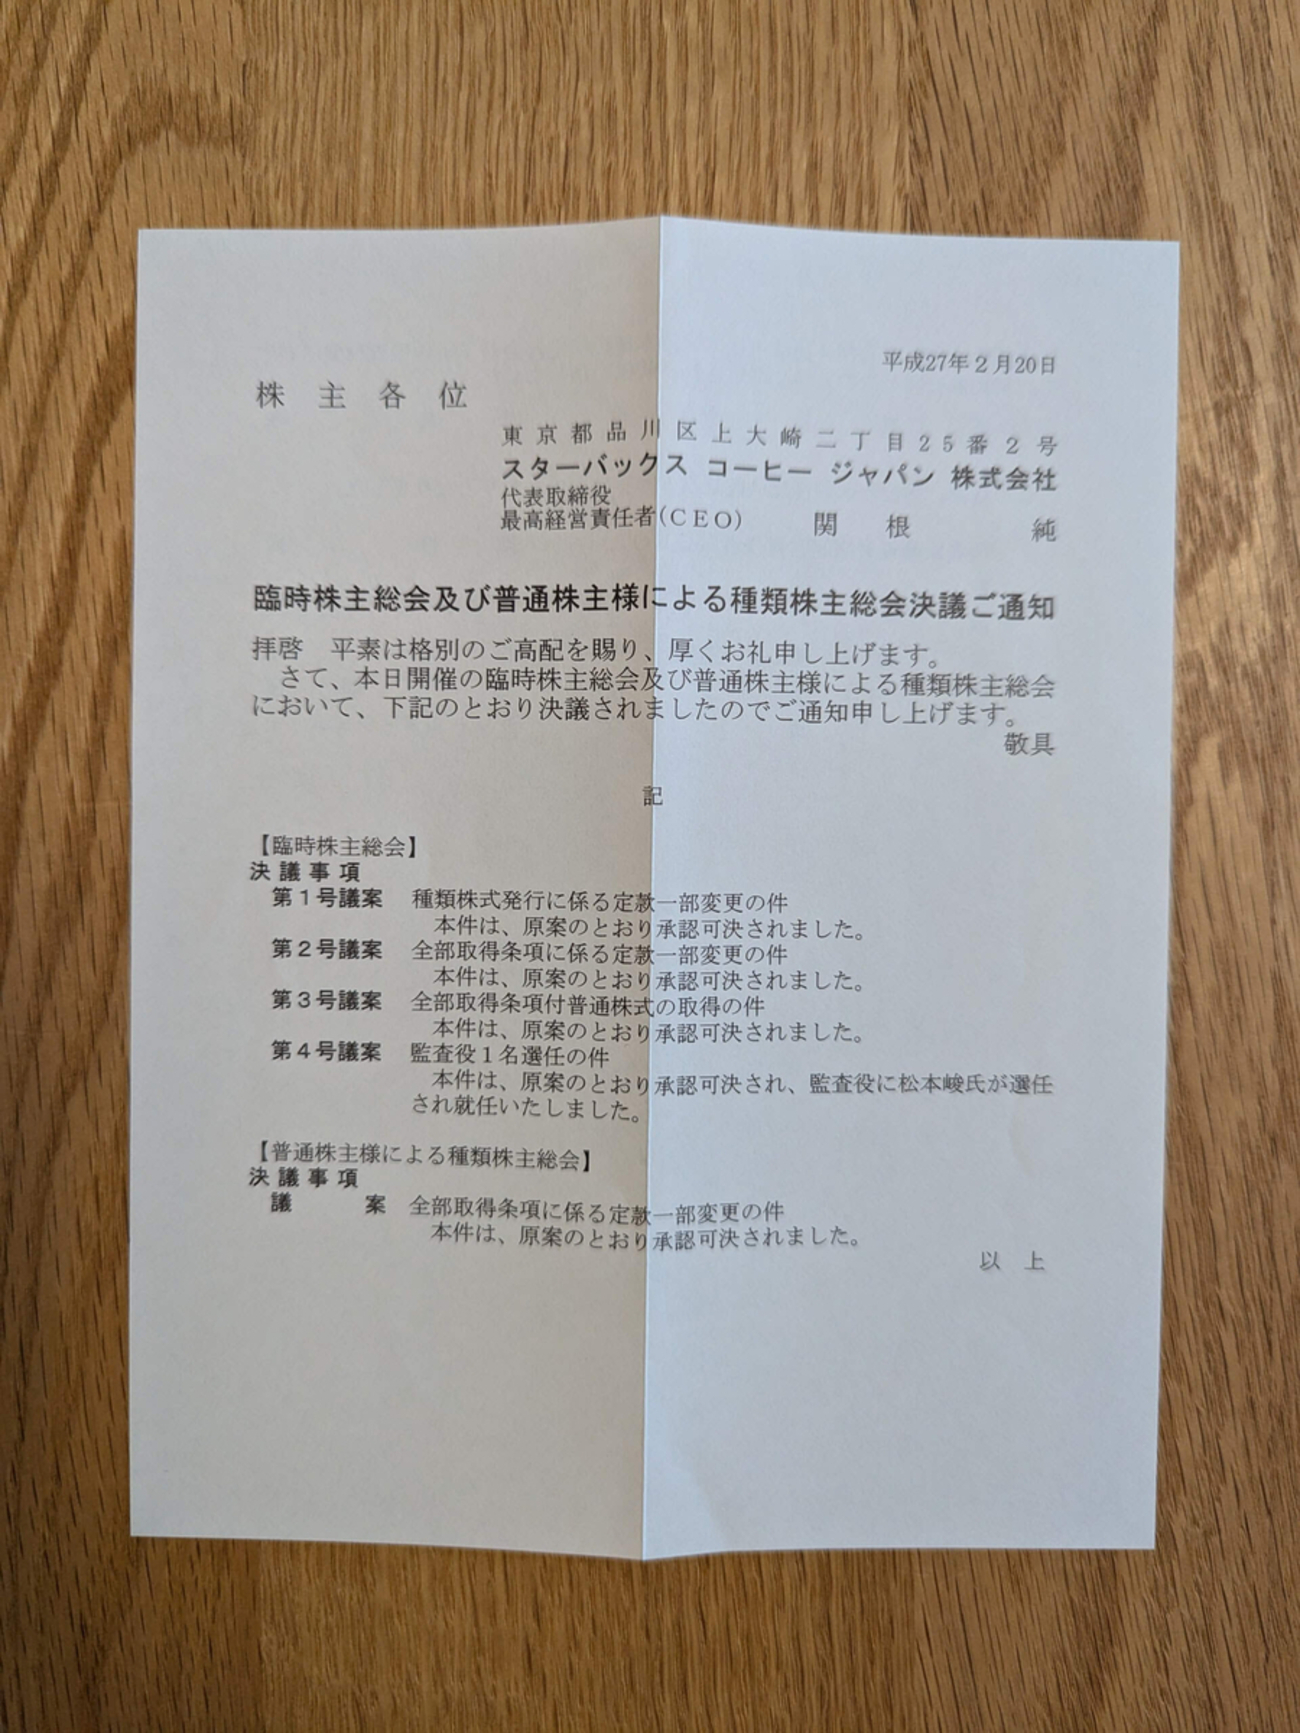 平成27年2月20日
株主各位
東京都品川区上大崎二丁目25番2号
スターバックス コーヒー ジャパン 株式会社
代表取締役
最高経営責任者(CEO) 関根 純
臨時株主総会及び普通株主様による種類株主総会決議ご通知
拝啓 平素は格別のご高配を賜り、厚くお礼申し上げます。
さて、本日開催の臨時株主総会及び普通株主様による種類株主総会
において、下記のとおり決議されましたのでご通知申し上げます。
敬具
記
【臨時株主総会】
決議事項
第1号議案 種類株式発行に係る定款一部変更の件
本件は、原案のとおり承認可決されました。
第2号議案 全部取得条項に係る定款一部変更の件
本件は、原案のとおり承認可決されました。
第3号議案 全部取得条項付普通株式の取得の件
本件は、原案のとおり承認可決されました。
第4号議案 監査役1名選任の件
本件は、原案のとおり承認可決され、監査役に松本峻氏が選任
され就任いたしました。
【普通株主様による種類株主総会】
決議事項
議案 全部取得条項に係る定款一部変更の件
本件は、原案のとおり承認可決されました。
以上